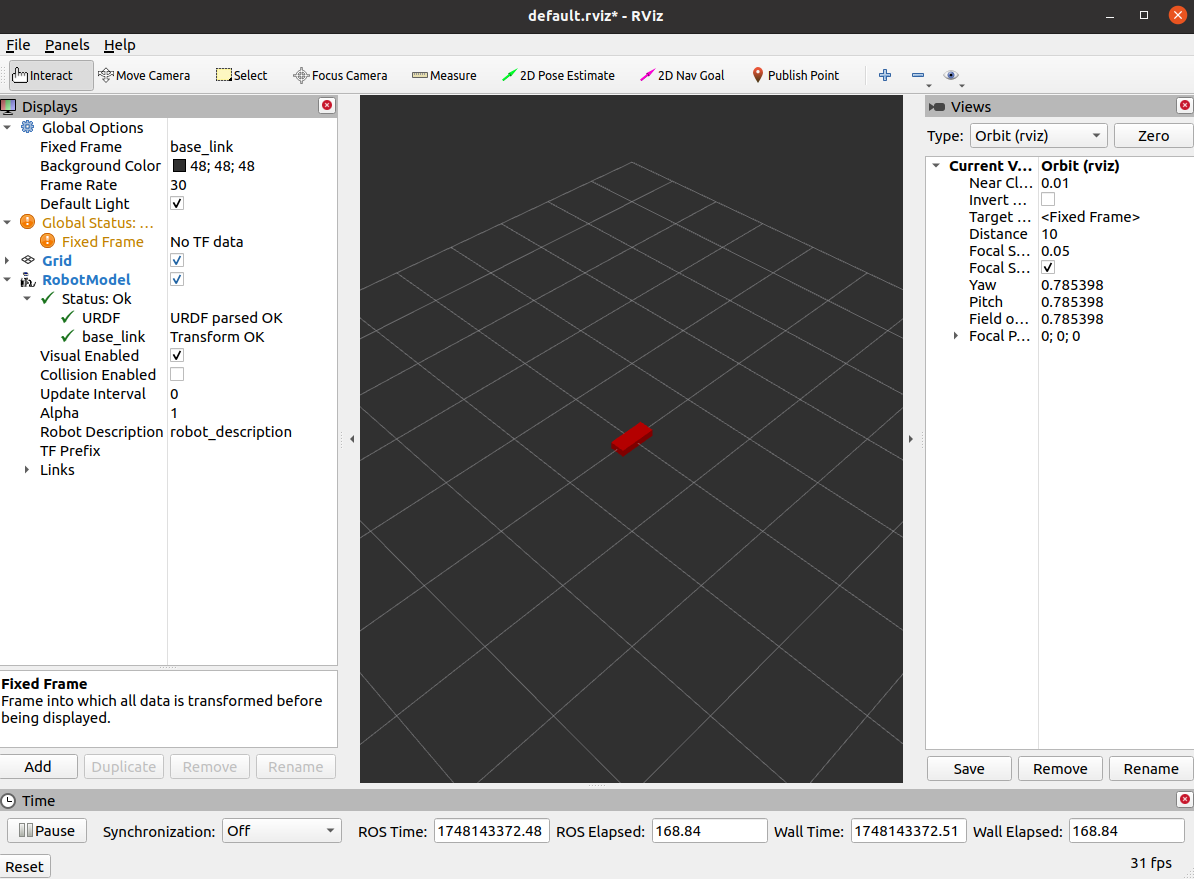 default.rviz* - RViz
File Panels Help
Interact Move Camera Select Focus Camera Measure 2D Pose Estimate 2D Nav Goal Publish Point
Displays
Global Options
Fixed Frame base_link
Background Color 48; 48; 48
Frame Rate 30
Default Light
Global Status: ...
Fixed Frame No TF data
Grid
RobotModel
Status: Ok
URDF URDF parsed OK
base_link Transform OK
Visual Enabled
Collision Enabled
Update Interval 0
Alpha 1
Robot Description robot_description
TF Prefix
Links
Fixed Frame
Frame into which all data is transformed before
being displayed.
Add Duplicate Remove Rename
Views
Type: Orbit (rviz) Zero
Current V... Orbit (rviz)
Near Cl... 0.01
Invert ...
Target ... <Fixed Frame>
Distance 10
Focal S... 0.05
Focal S...
Yaw 0.785398
Pitch 0.785398
Field o... 0.785398
Focal P... 0; 0; 0
Save Remove Rename
Time
Pause Synchronization: Off ROS Time: 1748143372.48 ROS Elapsed: 168.84 Wall Time: 1748143372.51 Wall Elapsed: 168.84
Reset 31 fps